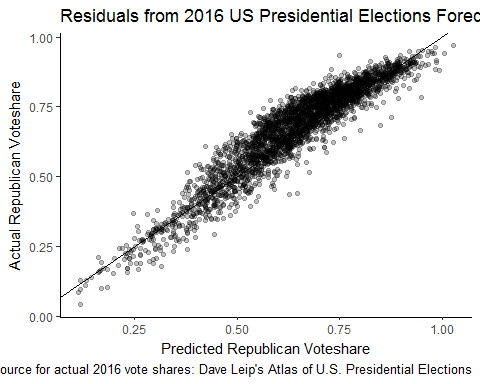 Residuals from 2016 US Presidential Elections Forec
1.00
0.75
0.50
0.25
0.00
Actual Republican Voteshare
0.25 0.50 0.75 1.00
Predicted Republican Voteshare
ource for actual 2016 vote shares: Dave Leip's Atlas of U.S. Presidential Elections